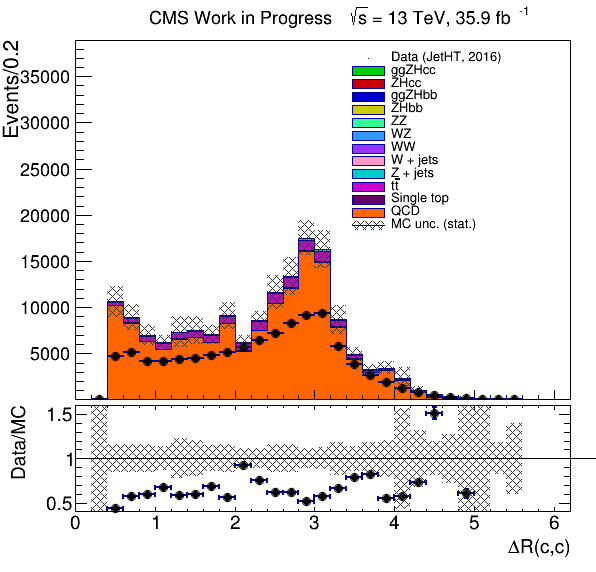 CMS Work in Progress √s = 13 TeV, 35.9 fb -1
Events/0.2
35000
30000
25000
20000
15000
10000
5000
Data (JetHT, 2016)
ggZHcc
ZHcc
ggZHbb
ZHbb
ZZ
WZ
WW
W + jets
Z + jets
tt̅
Single top
QCD
MC unc. (stat.)
Data/MC
1.5
1
0.5
0 1 2 3 4 5 6
ΔR(c,c)